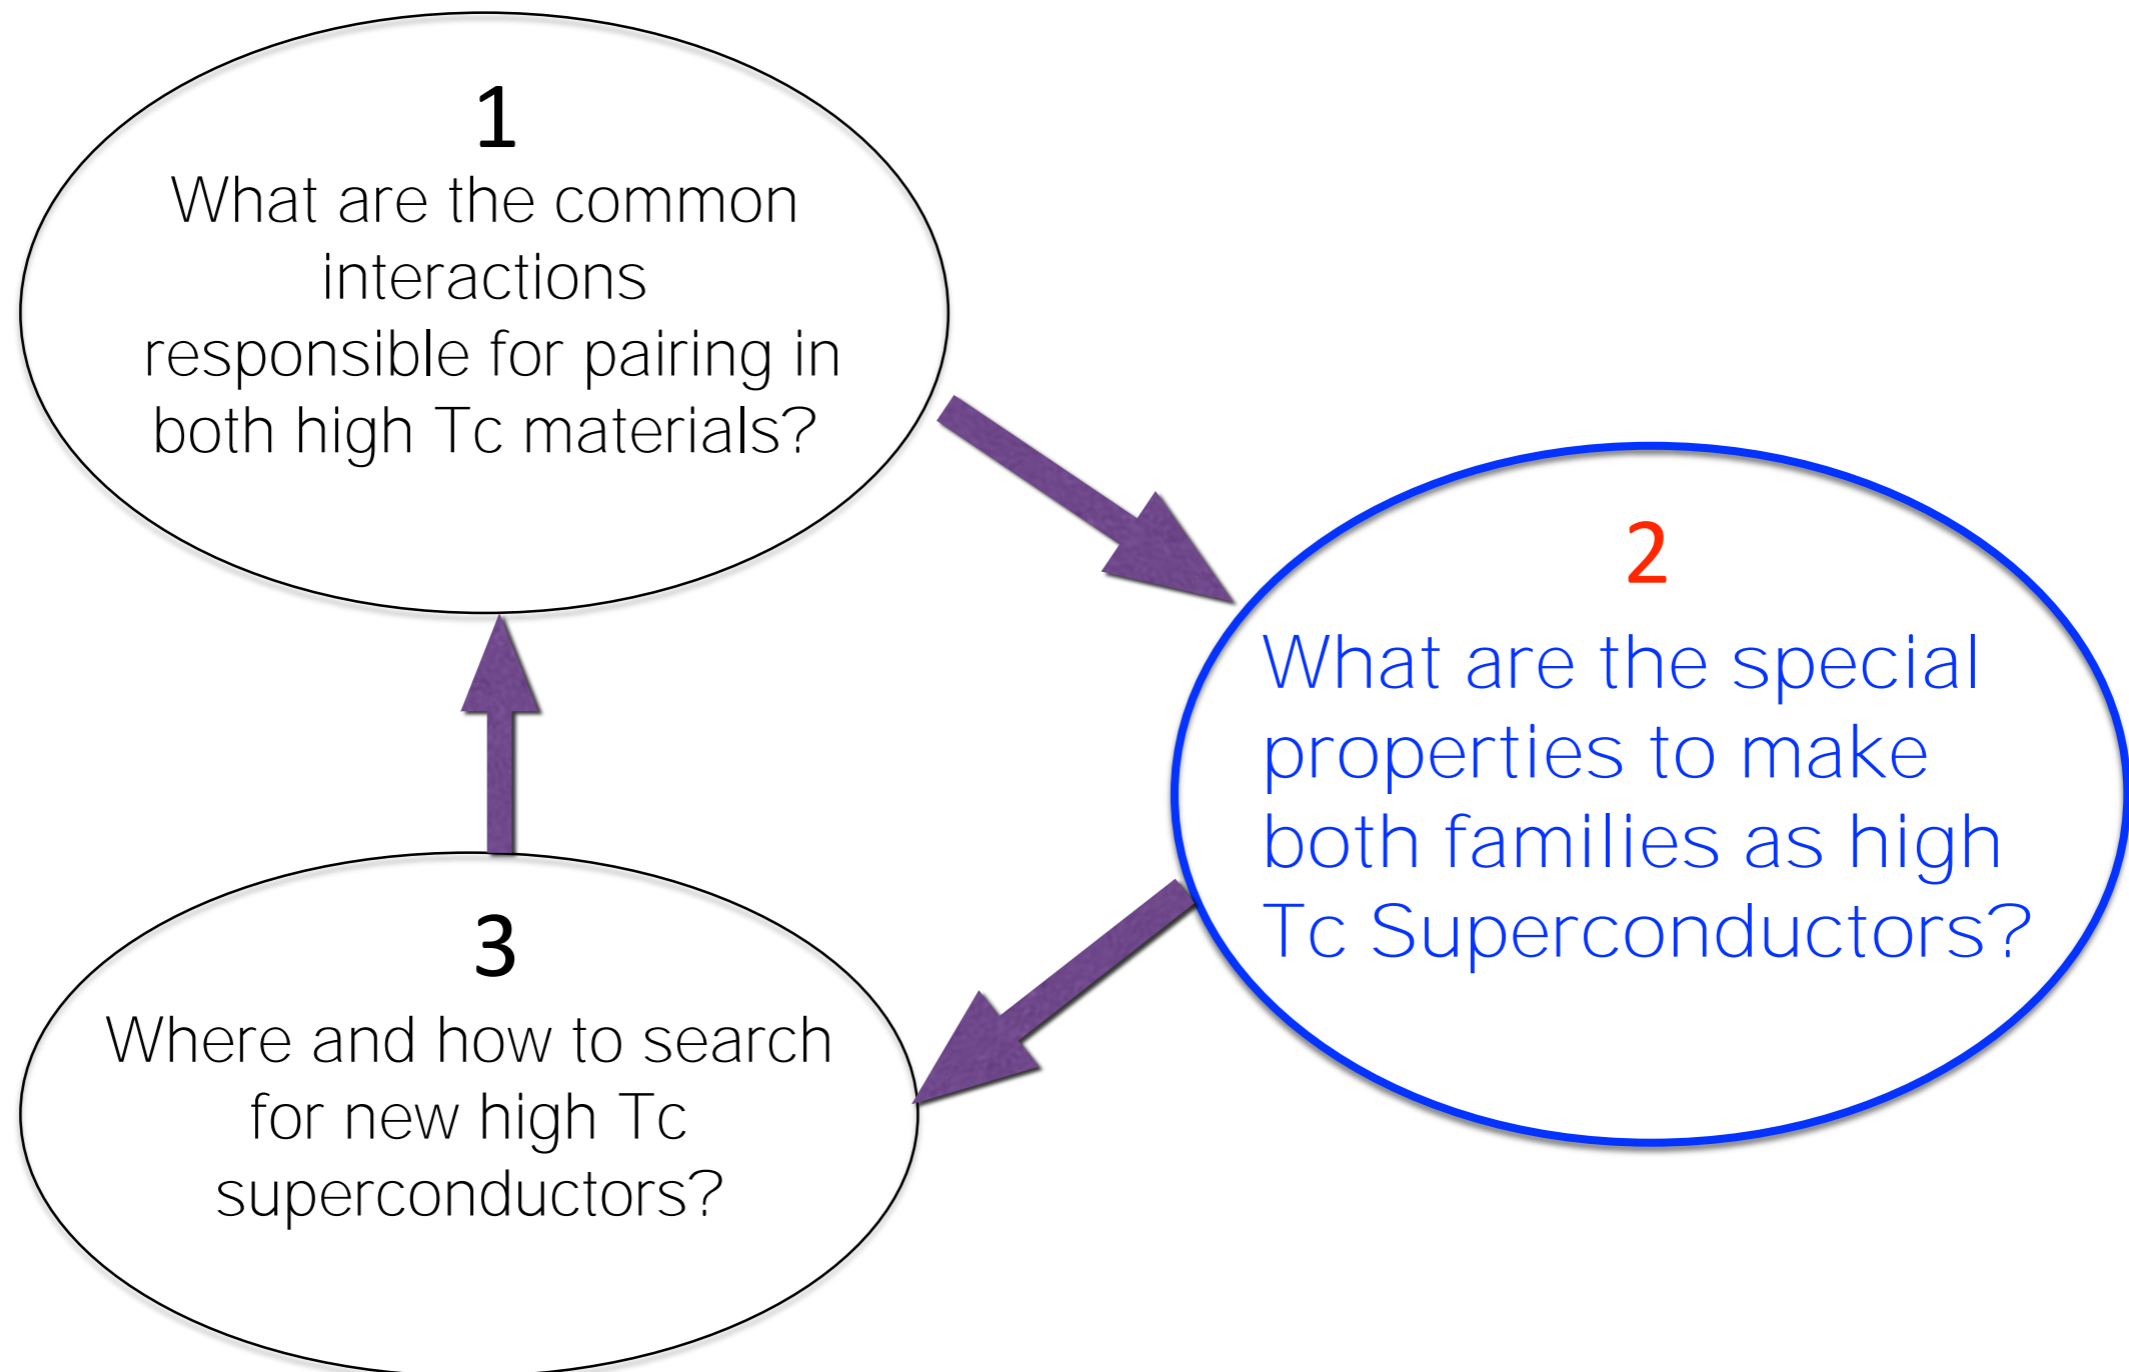 1
What are the common
interactions
responsible for pairing in
both high Tc materials?
2
What are the special
properties to make
both families as high
Tc Superconductors?
3
Where and how to search
for new high Tc
superconductors?